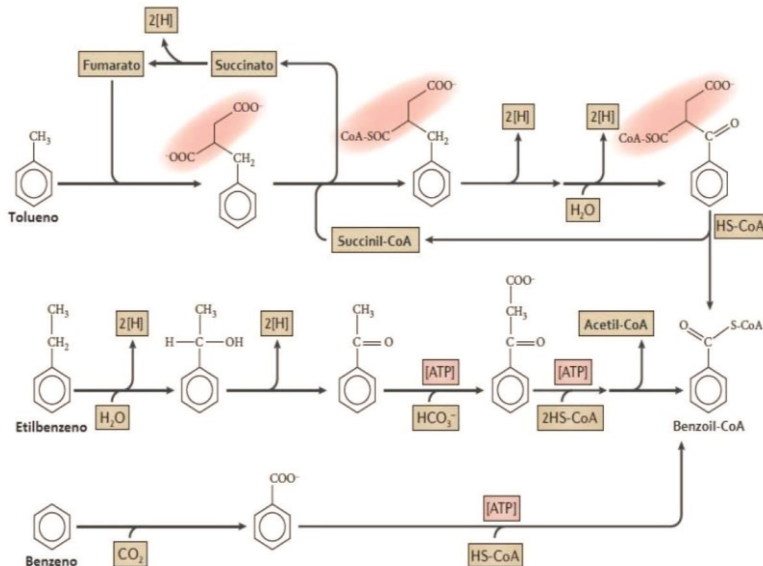 2[H]
Fumarato
Succinato
COO⁻
⁻OOC
CH₂
COO⁻
CoA-SOC
CH₂
2[H]
2[H]
COO⁻
CoA-SOC
O
CH₃
Tolueno
H₂O
Succinil-CoA
HS-CoA
CH₃
CH₂
Etilbenzeno
2[H]
H₂O
CH₃
H
OH
2[H]
CH₃
C
O
[ATP]
HCO₃⁻
COO⁻
CH₃
C
O
[ATP]
2HS-CoA
Acetil-CoA
O
C
S-CoA
Benzoil-CoA
Benzeno
CO₂
COO⁻
[ATP]
HS-CoA